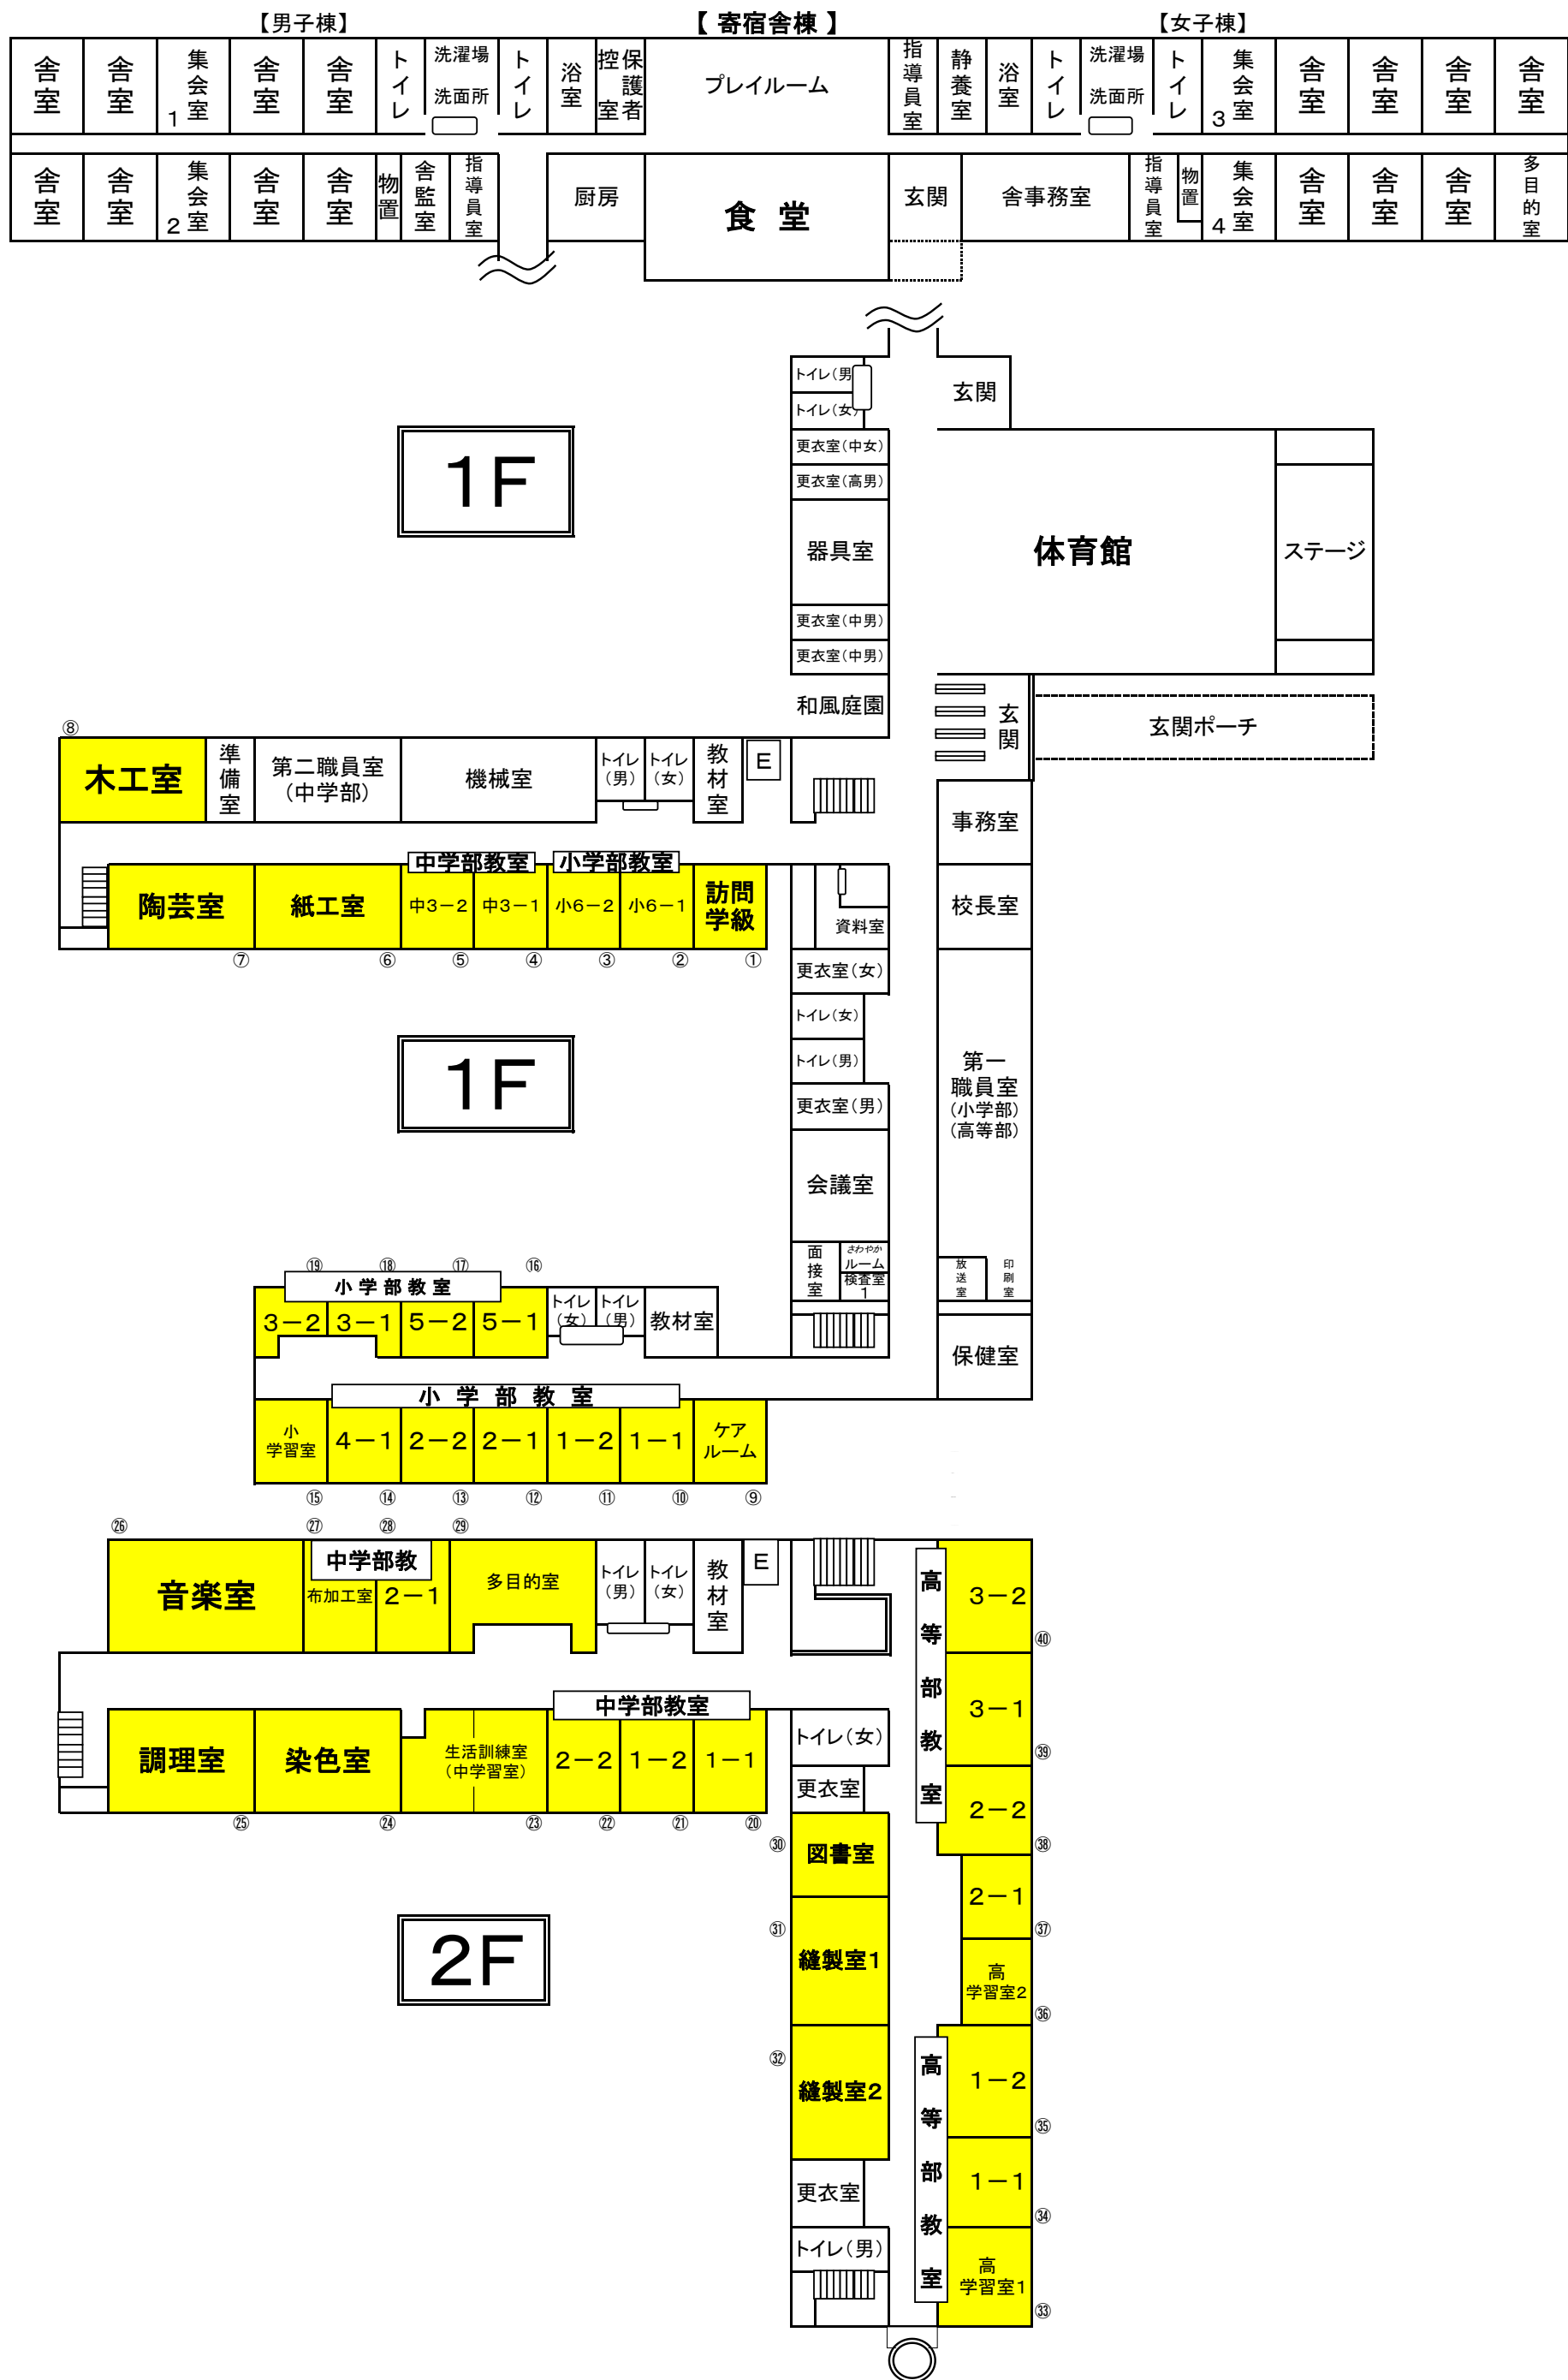 【男子棟】 【 寄宿舎棟 】 【女子棟】
舎室 舎室 集会室1 舎室 舎室 トイレ 洗濯場 洗面所 トイレ 浴室 保護者控室 プレイルーム 指導員室 静養室 浴室 トイレ 洗濯場 洗面所 トイレ 集会室3 舎室 舎室 舎室 舎室
舎室 舎室 集会室2 舎室 舎室 物置 舎監室 指導員室 厨房 食 堂 玄関 舎事務室 指導員室 物置 集会室4 舎室 舎室 舎室 多目的室
トイレ(男
トイレ(女)
玄関
更衣室(中女)
更衣室(高男)
1F
器具室
体育館
ステージ
更衣室(中男)
更衣室(中男)
和風庭園
玄関
玄関ポーチ
⑧
木工室 準備室 第二職員室
(中学部)
機械室 トイレ
(男)
トイレ
(女)
教材室 E
事務室
中学部教室 小学部教室
陶芸室 紙工室 中3-2 中3-1 小6-2 小6-1 訪問
学級
資料室
校長室
⑦ ⑥ ⑤ ④ ③ ② ①
更衣室(女)
トイレ(女)
トイレ(男)
更衣室(男)
1F
第一
職員室
(小学部)
(高等部)
会議室
面接室
さわやか
ルーム
検査室
1
放送室 印刷室
保健室
⑲ ⑱ ⑰ ⑯
小学部教室
3-2 3-1 5-2 5-1 トイレ
(女)
トイレ
(男)
教材室
小学部教室
小
学習室
4-1 2-2 2-1 1-2 1-1 ケア
ルーム
⑮ ⑭ ⑬ ⑫ ⑪ ⑩ ⑨
㉖ ㉗ ㉘ ㉙
中学部教
音楽室 布加工室 2-1 多目的室 トイレ
(男)
トイレ
(女)
教材室 E
中学部教室
調理室 染色室 生活訓練室
(中学習室)
2-2 1-2 1-1
㉕ ㉔ ㉓ ㉒ ㉑ ⑳
トイレ(女)
更衣室
㉚ 図書室
㉛ 縫製室1
㉜ 縫製室2
更衣室
トイレ(男)
2F
高等部教室
3-2
㊵
3-1
㊴
2-2
㊳
2-1
㊲
高
学習室2
㊱
高等部教室
1-2
㉟
1-1
㉞
高
学習室1
㉝